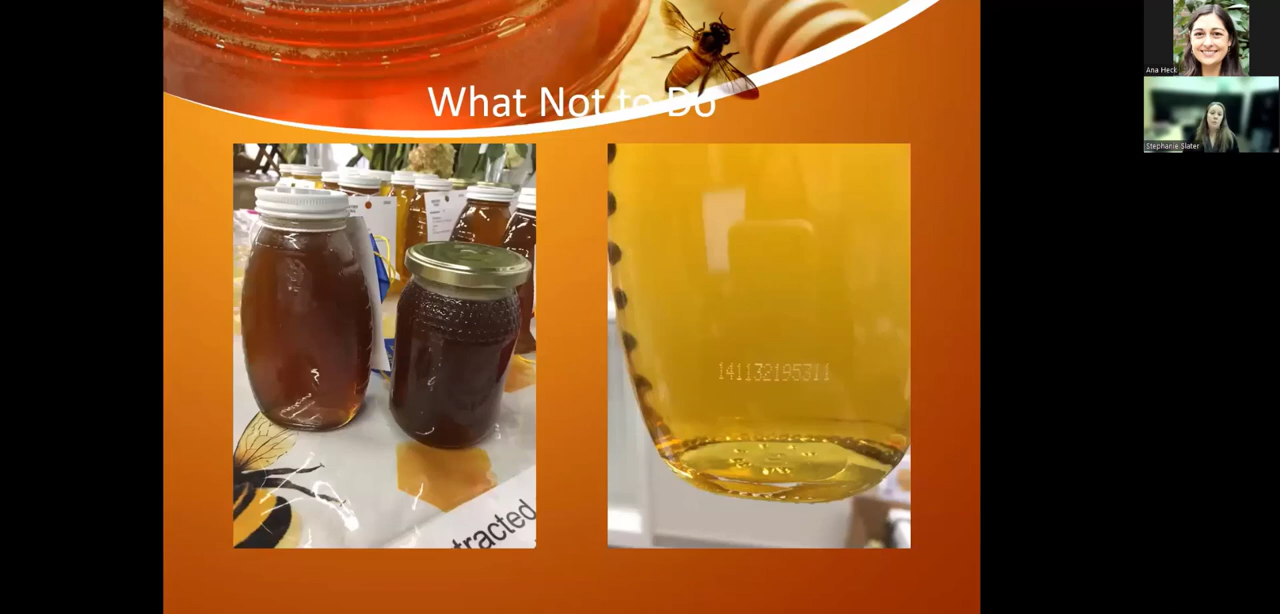 What Not to Do
141132195311
tracted
Ana Heck
Stephanie Slater